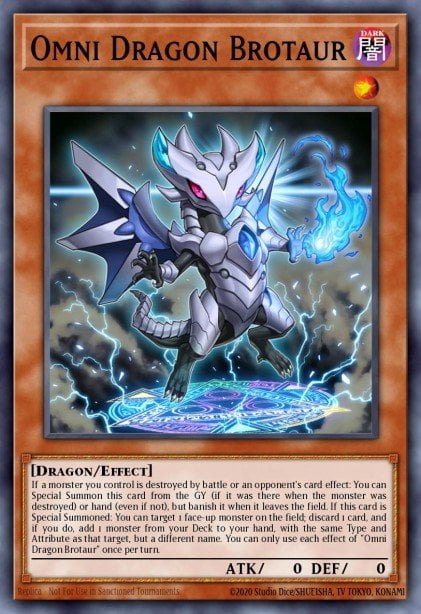 OMNI DRAGON BROTAUR
DARK
闇
[DRAGON/EFFECT]
If a monster you control is destroyed by battle or an opponent's card effect: You can
Special Summon this card from the GY (if it was there when the monster was
destroyed) or hand (even if not), but banish it when it leaves the field. If this card is
Special Summoned: You can target 1 face-up monster on the field; discard 1 card, and
if you do, add 1 monster from your Deck to your hand, with the same Type and
Attribute as that target, but a different name. You can only use each effect of "Omni
Dragon Brotaur" once per turn.
ATK/ 0 DEF/ 0
Replica - Not For Use in Sanctioned Tournaments
©2020 Studio Dice/SHUEISHA, TV TOKYO, KONAMI